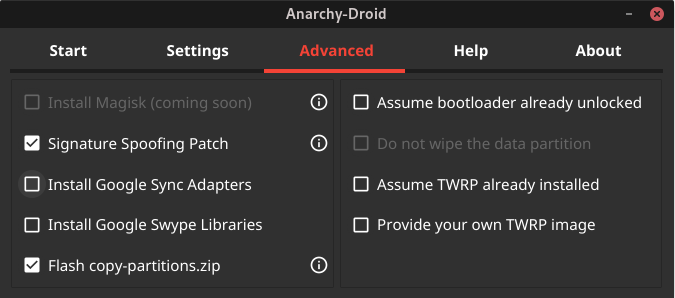 Anarchy-Droid
Start Settings Advanced Help About
Install Magisk (coming soon)
Signature Spoofing Patch
Install Google Sync Adapters
Install Google Swype Libraries
Flash copy-partitions.zip
Assume bootloader already unlocked
Do not wipe the data partition
Assume TWRP already installed
Provide your own TWRP image